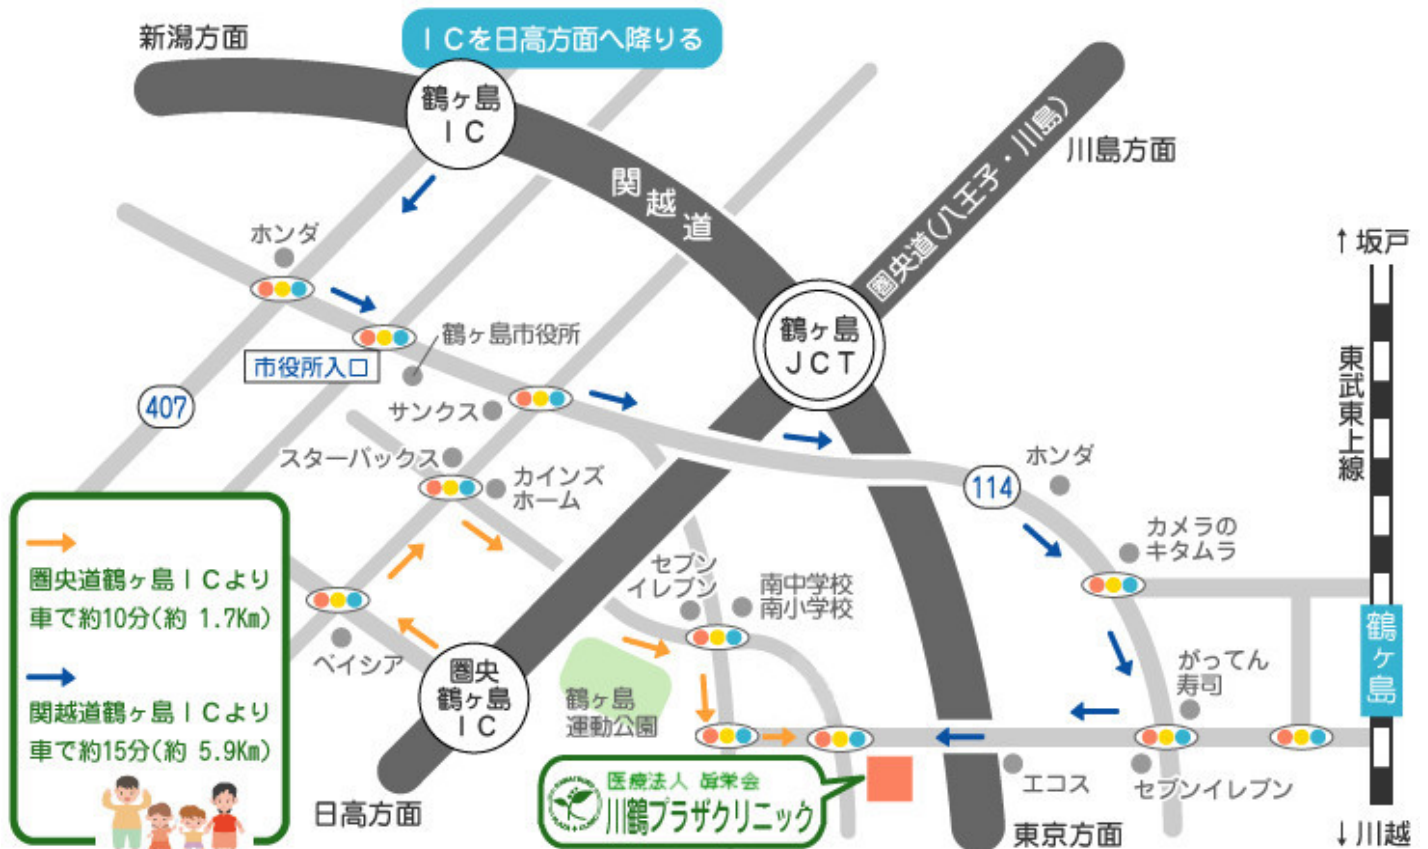 新潟方面
ICを日高方面へ降りる
鶴ヶ島
IC
関越道
圏央道(八王子・川島)
川島方面
ホンダ
↑坂戸
鶴ヶ島
JCT
鶴ヶ島市役所
市役所入口
東武東上線
407
サンクス
スターバックス
カインズ
ホーム
114
ホンダ
カメラの
キタムラ
圏央道鶴ヶ島ICより
車で約10分(約 1.7Km)
関越道鶴ヶ島ICより
車で約15分(約 5.9Km)
セブン
イレブン
南中学校
南小学校
鶴ヶ島
ベイシア
圏央
鶴ヶ島
IC
がってん
寿司
鶴ヶ島
運動公園
医療法人 眞栄会
川鶴プラザクリニック
エコス
セブンイレブン
日高方面
東京方面
↓川越